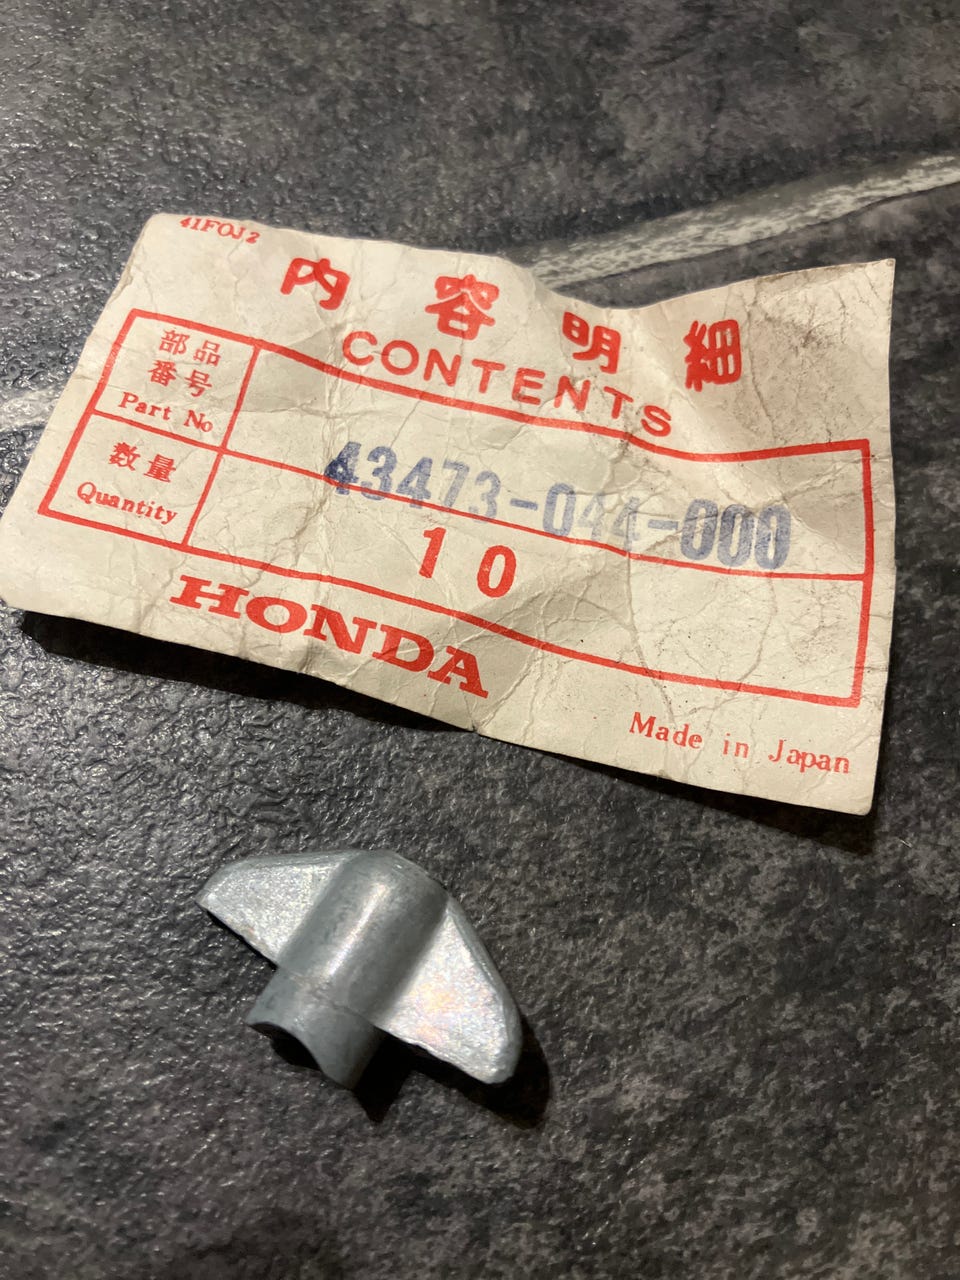 41FOJ2
内容明細
CONTENTS
部品
番号
Part No
43473-044-000
数量
Quantity
10
HONDA
Made in Japan